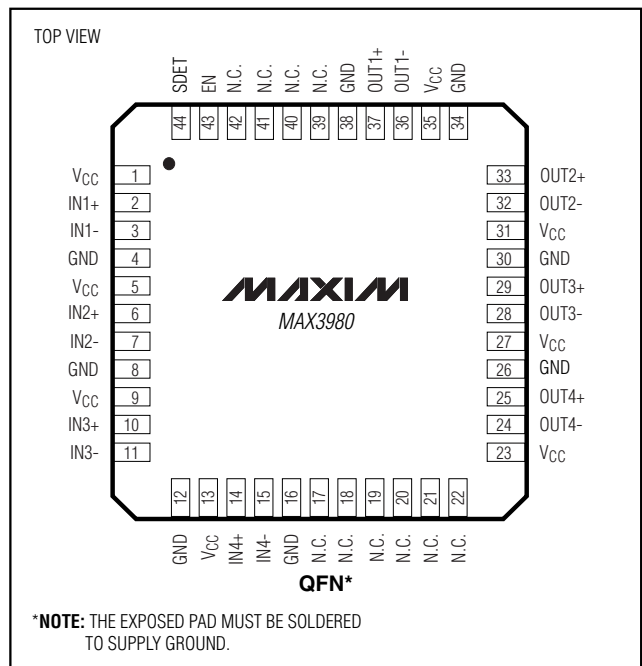 TOP VIEW
SDET
EN
N.C.
N.C.
N.C.
N.C.
GND
OUT1+
OUT1-
VCC
GND
44
43
42
41
40
39
38
37
36
35
34
VCC 1
IN1+ 2
IN1- 3
GND 4
VCC 5
IN2+ 6
IN2- 7
GND 8
VCC 9
IN3+ 10
IN3- 11
MAXIM
MAX3980
33 OUT2+
32 OUT2-
31 VCC
30 GND
29 OUT3+
28 OUT3-
27 VCC
26 GND
25 OUT4+
24 OUT4-
23 VCC
12
13
14
15
16
17
18
19
20
21
22
GND
VCC
IN4+
IN4-
GND
N.C.
N.C.
N.C.
N.C.
N.C.
N.C.
QFN*
*NOTE: THE EXPOSED PAD MUST BE SOLDERED
TO SUPPLY GROUND.